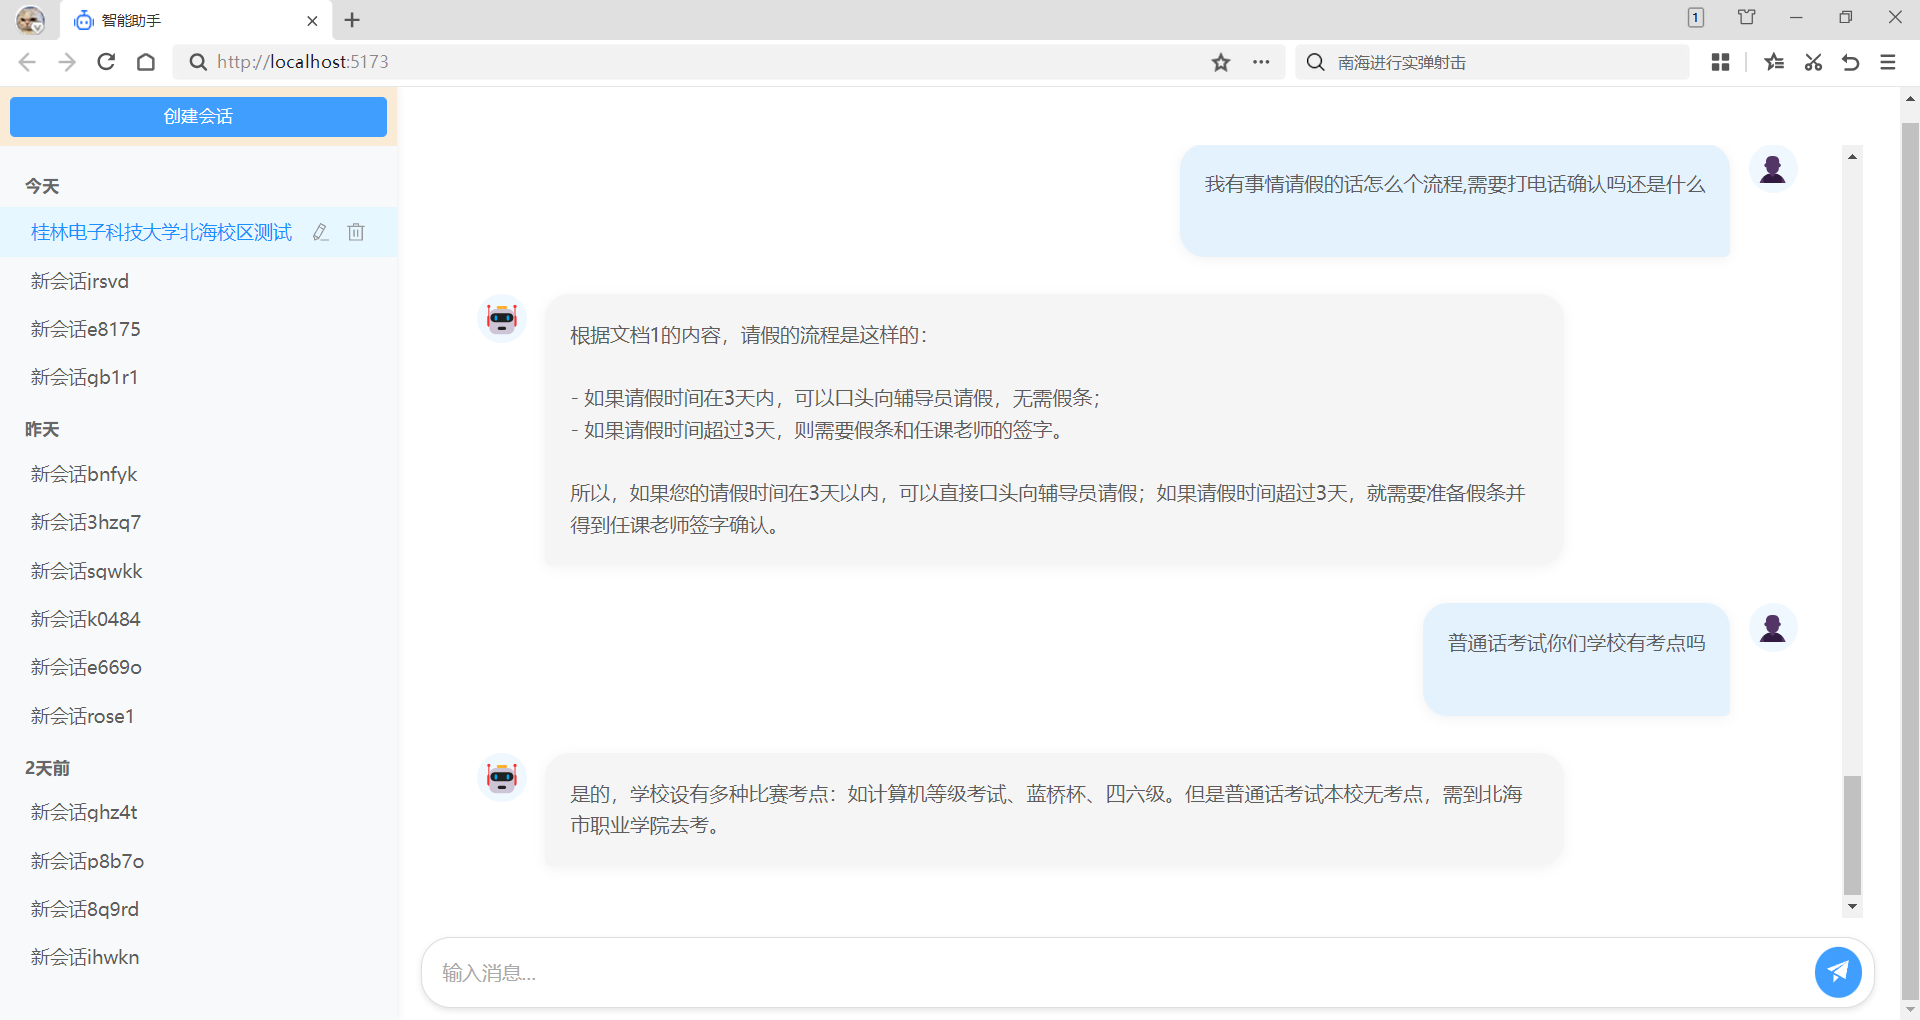 智能助手
1
http://localhost:5173
南海进行实弹射击
创建会话
今天
桂林电子科技大学北海校区测试
新会话jrsvd
新会话e8175
新会话gb1r1
昨天
新会话bnfyk
新会话3hzq7
新会话sqwkk
新会话k0484
新会话e669o
新会话rose1
2天前
新会话ghz4t
新会话p8b7o
新会话8q9rd
新会话ihwkn
我有事情请假的话怎么个流程,需要打电话确认吗还是什么
根据文档1的内容，请假的流程是这样的：
- 如果请假时间在3天内，可以口头向辅导员请假，无需假条；
- 如果请假时间超过3天，则需要假条和任课老师的签字。
所以，如果您的请假时间在3天以内，可以直接口头向辅导员请假；如果请假时间超过3天，就需要准备假条并
得到任课老师签字确认。
普通话考试你们学校有考点吗
是的，学校设有多种比赛考点：如计算机等级考试、蓝桥杯、四六级。但是普通话考试本校无考点，需到北海
市职业学院去考。
输入消息...